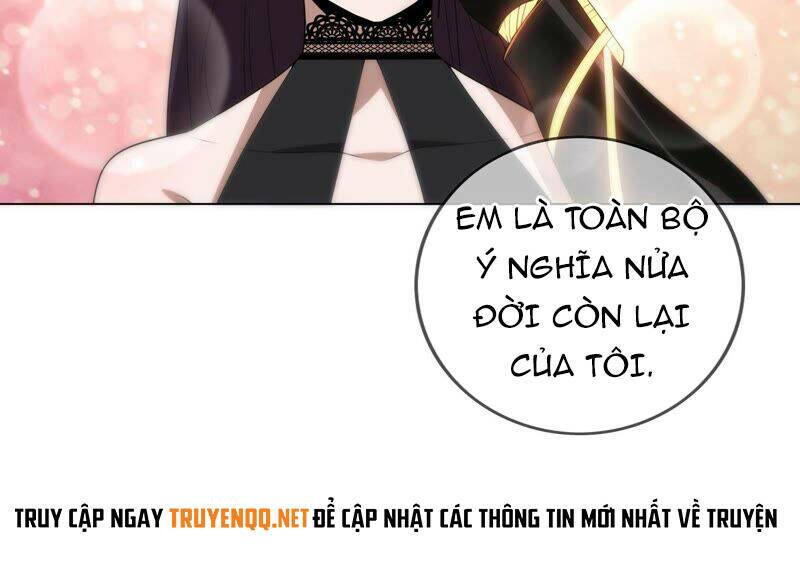 EM LÀ TOÀN BỘ
Ý NGHĨA NỬA
ĐỜI CÒN LẠI
CỦA TÔI.
TRUY CẬP NGAY TRUYENQQ.NET ĐỂ CẬP NHẬT CÁC THÔNG TIN MỚI NHẤT VỀ TRUYỆN